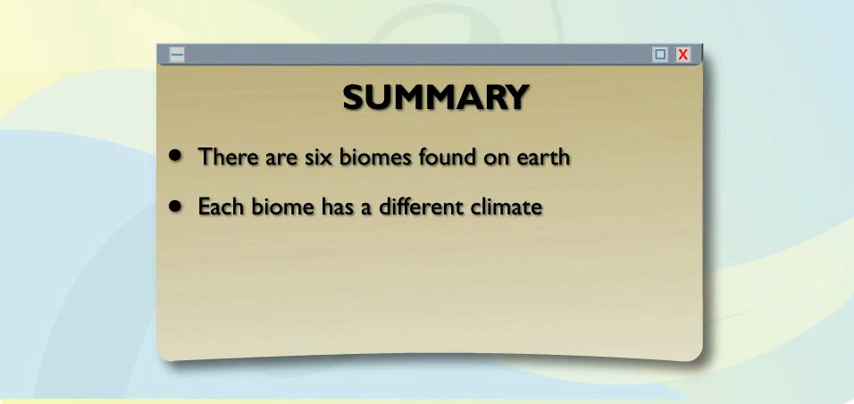 SUMMARY
• There are six biomes found on earth
• Each biome has a different climate